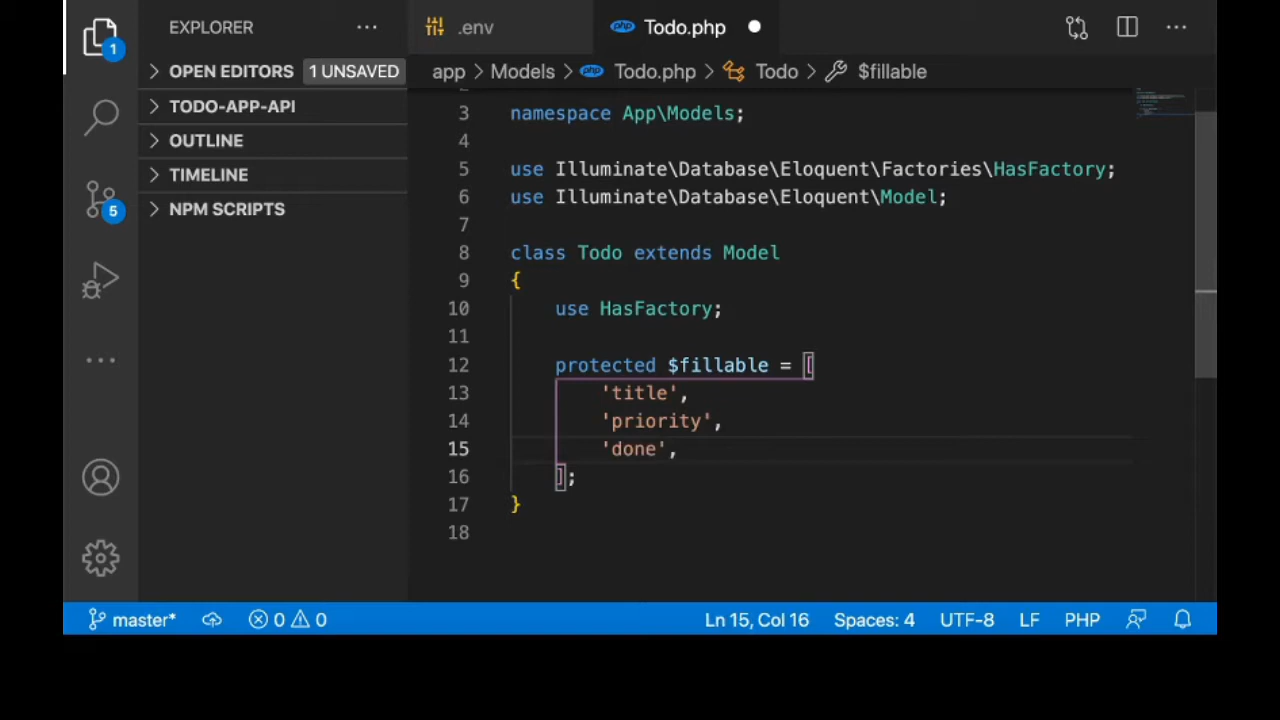 EXPLORER
.env
Todo.php
OPEN EDITORS 1 UNSAVED
TODO-APP-API
OUTLINE
TIMELINE
NPM SCRIPTS
1
5
app > Models > php Todo.php > Todo > $fillable
3 namespace App\Models;
4
5 use Illuminate\Database\Eloquent\Factories\HasFactory;
6 use Illuminate\Database\Eloquent\Model;
7
8 class Todo extends Model
9 {
10 use HasFactory;
11
12 protected $fillable = [
13 'title',
14 'priority',
15 'done',
16 ];
17 }
18
master* 0 0 Ln 15, Col 16 Spaces: 4 UTF-8 LF PHP